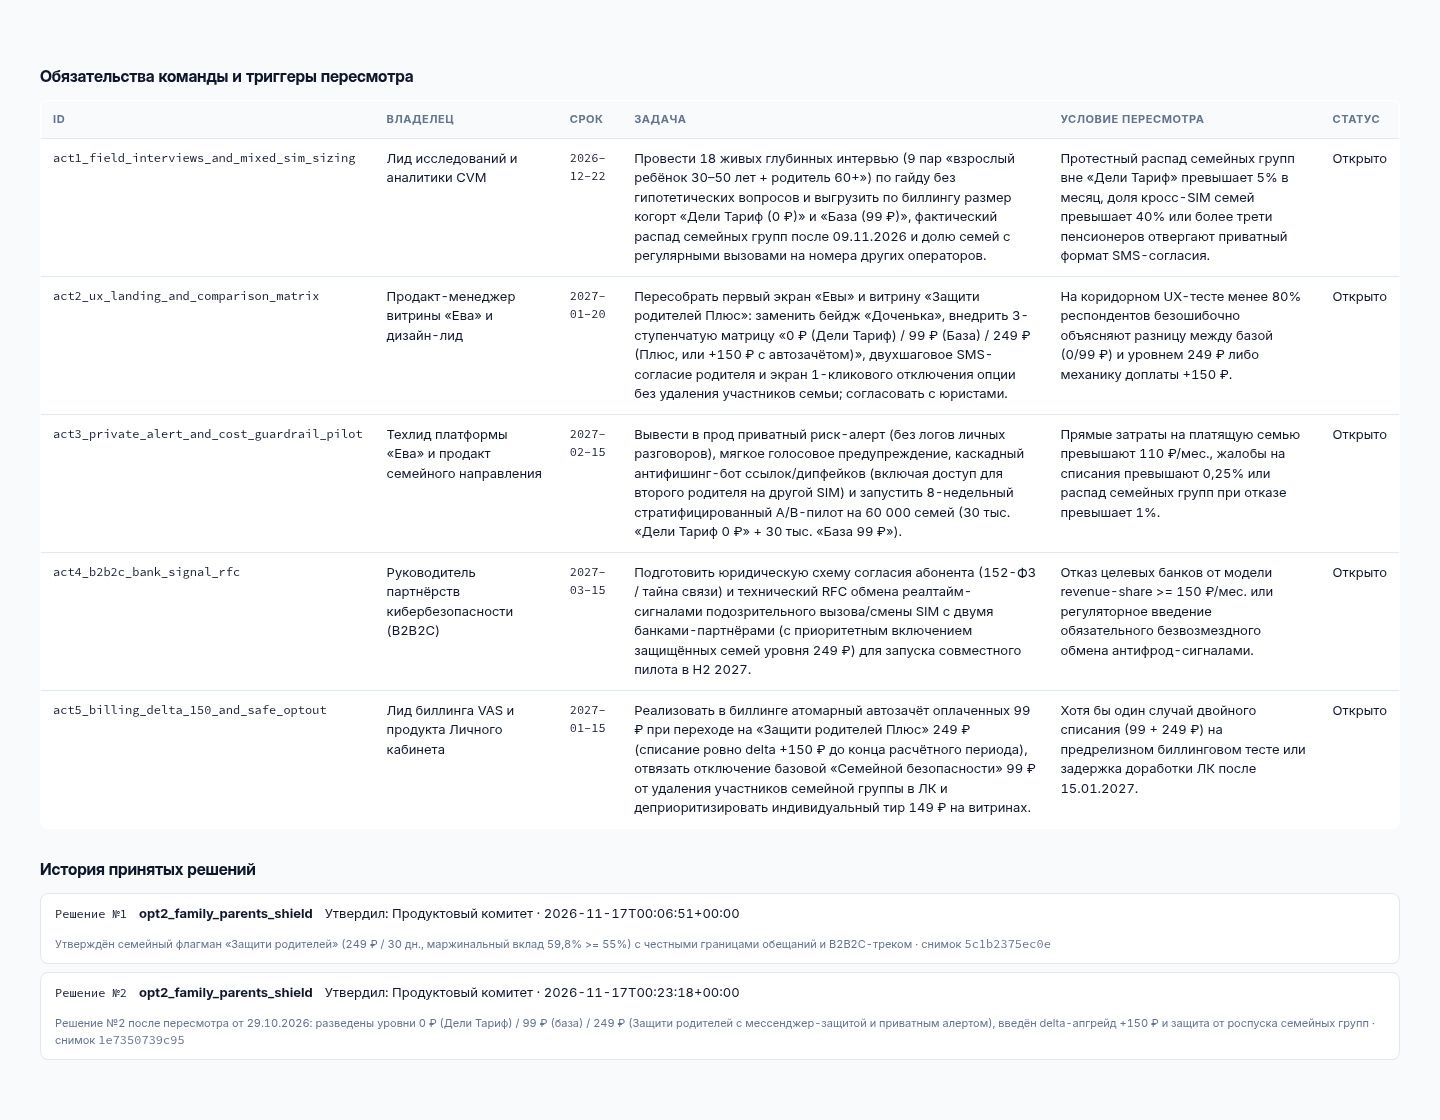 Обязательства команды и триггеры пересмотра
ID ВЛАДЕЛЕЦ СРОК ЗАДАЧА УСЛОВИЕ ПЕРЕСМОТРА СТАТУС
act1_field_interviews_and_mixed_sim_sizing
Лид исследований и
аналитики CVM
2026-
12-22
Провести 18 живых глубинных интервью (9 пар «взрослый
ребёнок 30–50 лет + родитель 60+») по гайду без
гипотетических вопросов и выгрузить по биллингу размер
когорт «Дели Тариф (0 ₽)» и «База (99 ₽)», фактический
распад семейных групп после 09.11.2026 и долю семей с
регулярными вызовами на номера других операторов.
Протестный распад семейных групп
вне «Дели Тариф» превышает 5% в
месяц, доля кросс-SIM семей
превышает 40% или более трети
пенсионеров отвергают приватный
формат SMS-согласия.
Открыто
act2_ux_landing_and_comparison_matrix
Продакт-менеджер
витрины «Ева» и
дизайн-лид
2027-
01-20
Пересобрать первый экран «Евы» и витрину «Защити
родителей Плюс»: заменить бейдж «Доченька», внедрить 3-
ступенчатую матрицу «0 ₽ (Дели Тариф) / 99 ₽ (База) / 249 ₽
(Плюс, или +150 ₽ с автозачётом)», двухшаговое SMS-
согласие родителя и экран 1-кликового отключения опции
без удаления участников семьи; согласовать с юристами.
На коридорном UX-тесте менее 80%
респондентов безошибочно
объясняют разницу между базой
(0/99 ₽) и уровнем 249 ₽ либо
механику доплаты +150 ₽.
Открыто
act3_private_alert_and_cost_guardrail_pilot
Техлид платформы
«Ева» и продакт
семейного направления
2027-
02-15
Вывести в прод приватный риск-алерт (без логов личных
разговоров), мягкое голосовое предупреждение, каскадный
антифишинг-бот ссылок/дипфейков (включая доступ для
второго родителя на другой SIM) и запустить 8-недельный
стратифицированный A/B-пилот на 60 000 семей (30 тыс.
«Дели Тариф 0 ₽» + 30 тыс. «База 99 ₽»).
Прямые затраты на платящую семью
превышают 110 ₽/мес., жалобы на
списания превышают 0,25% или
распад семейных групп при отказе
превышает 1%.
Открыто
act4_b2b2c_bank_signal_rfc
Руководитель
партнёрств
кибербезопасности
(B2B2C)
2027-
03-15
Подготовить юридическую схему согласия абонента (152-ФЗ
/ тайна связи) и технический RFC обмена реалтайм-
сигналами подозрительного вызова/смены SIM с двумя
банками-партнёрами (с приоритетным включением
защищённых семей уровня 249 ₽) для запуска совместного
пилота в H2 2027.
Отказ целевых банков от модели
revenue-share >= 150 ₽/мес. или
регуляторное введение
обязательного безвозмездного
обмена антифрод-сигналами.
Открыто
act5_billing_delta_150_and_safe_optout
Лид биллинга VAS и
продукта Личного
кабинета
2027-
01-15
Реализовать в биллинге атомарный автозачёт оплаченных 99
₽ при переходе на «Защити родителей Плюс» 249 ₽
(списание ровно delta +150 ₽ до конца расчётного периода),
отвязать отключение базовой «Семейной безопасности» 99 ₽
от удаления участников семейной группы в ЛК и
деприоритизировать индивидуальный тир 149 ₽ на витринах.
Хотя бы один случай двойного
списания (99 + 249 ₽) на
предрелизном биллинговом тесте или
задержка доработки ЛК после
15.01.2027.
Открыто
История принятых решений
Решение №1 opt2_family_parents_shield Утвердил: Продуктовый комитет · 2026-11-17T00:06:51+00:00
Утверждён семейный флагман «Защити родителей» (249 ₽ / 30 дн., маржинальный вклад 59,8% >= 55%) с честными границами обещаний и B2B2C-треком · снимок 5c1b2375ec0e
Решение №2 opt2_family_parents_shield Утвердил: Продуктовый комитет · 2026-11-17T00:23:18+00:00
Решение №2 после пересмотра от 29.10.2026: разведены уровни 0 ₽ (Дели Тариф) / 99 ₽ (база) / 249 ₽ (Защити родителей с мессенджер-защитой и приватным алертом), введён delta-апгрейд +150 ₽ и защита от роспуска семейных групп ·
снимок 1e7350739c95